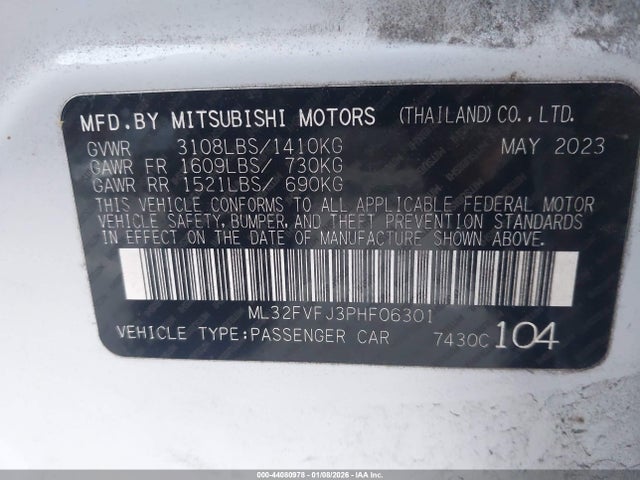 MFD.BY MITSUBISHI MOTORS (THAILAND)CO.,LTD.
GVWR 3108LBS/1410KG MAY 2023
GAWR FR 1609LBS/ 730KG
GAWR RR 1521LBS/ 690KG
THIS VEHICLE CONFORMS TO ALL APPLICABLE FEDERAL MOTOR
VEHICLE SAFETY, BUMPER, AND THEFT PREVENTION STANDARDS
IN EFFECT ON THE DATE OF MANUFACTURE SHOWN ABOVE.
ML32FVFJ3PHF06301
VEHICLE TYPE:PASSENGER CAR 7430C 104
000-44080978 - 01/08/2026 - IAAI.COM